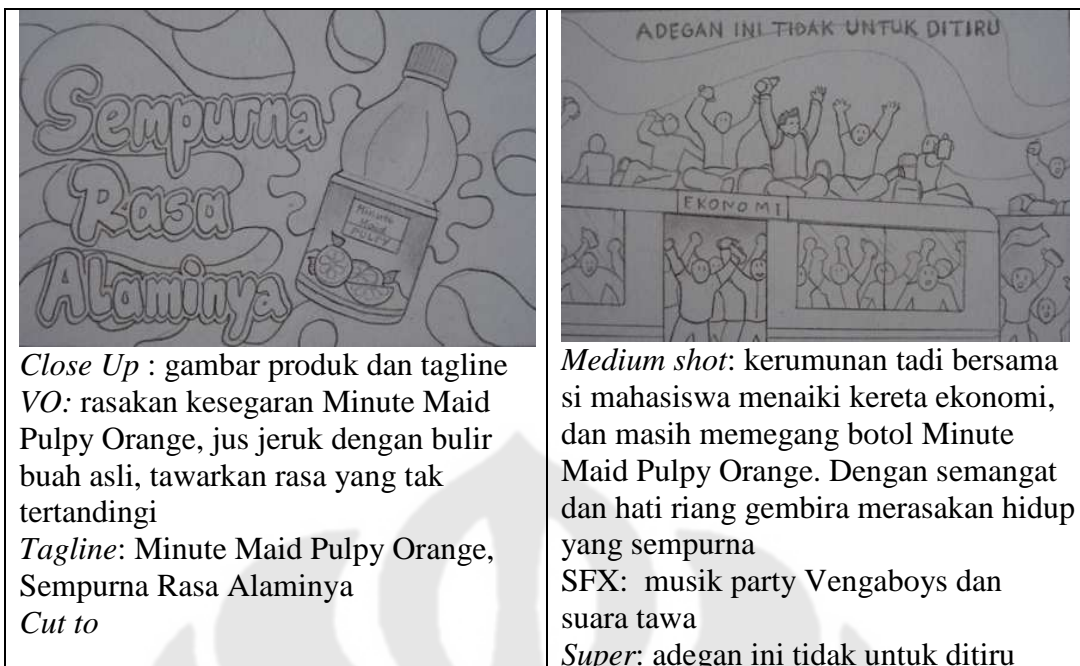 Sempurna
Rasa
Alaminya
Minute
Maid
PULPY
Close Up : gambar produk dan tagline
VO: rasakan kesegaran Minute Maid
Pulpy Orange, jus jeruk dengan bulir
buah asli, tawarkan rasa yang tak
tertandingi
Tagline: Minute Maid Pulpy Orange,
Sempurna Rasa Alaminya
Cut to
ADEGAN INI TIDAK UNTUK DITIRU
EKONOMI
Medium shot: kerumunan tadi bersama
si mahasiswa menaiki kereta ekonomi,
dan masih memegang botol Minute
Maid Pulpy Orange. Dengan semangat
dan hati riang gembira merasakan hidup
yang sempurna
SFX: musik party Vengaboys dan
suara tawa
Super: adegan ini tidak untuk ditiru